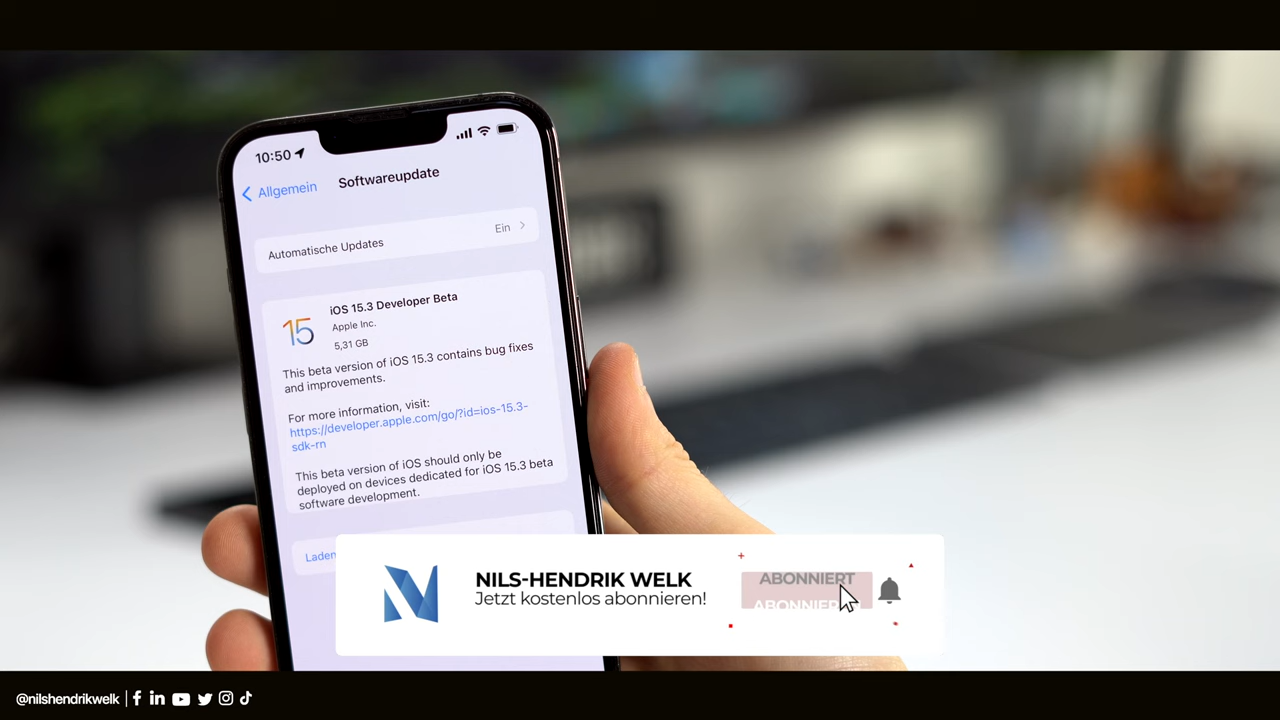 10:50
Allgemein
Softwareupdate
Automatische Updates
Ein
iOS 15.3 Developer Beta
Apple Inc.
5,31 GB
15
This beta version of iOS 15.3 contains bug fixes
and improvements.
For more information, visit:
https://developer.apple.com/go/?id=ios-15.3-
sdk-rn
This beta version of iOS should only be
deployed on devices dedicated for iOS 15.3 beta
software development.
Laden
NILS-HENDRIK WELK
Jetzt kostenlos abonnieren!
ABONNIERT
@nilshendrikwelk